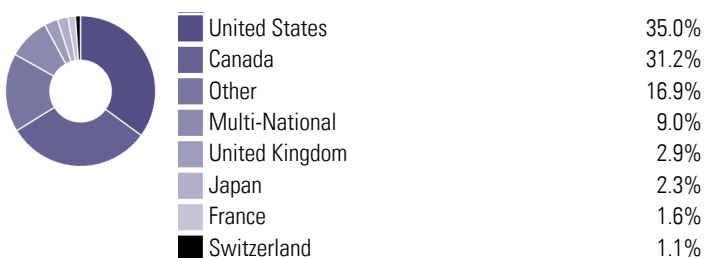 United States 35.0%
Canada 31.2%
Other 16.9%
Multi-National 9.0%
United Kingdom 2.9%
Japan 2.3%
France 1.6%
Switzerland 1.1%